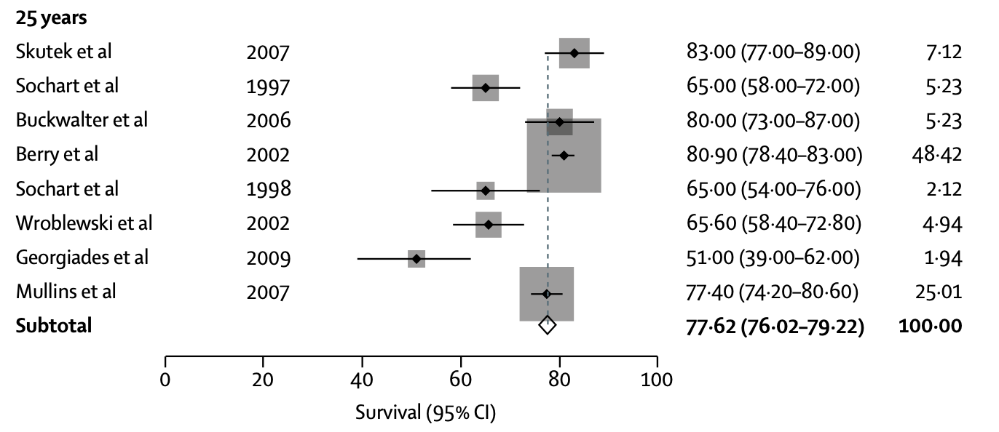 25 years
Skutek et al 2007 83·00 (77·00–89·00) 7·12
Sochart et al 1997 65·00 (58·00–72·00) 5·23
Buckwalter et al 2006 80·00 (73·00–87·00) 5·23
Berry et al 2002 80·90 (78·40–83·00) 48·42
Sochart et al 1998 65·00 (54·00–76·00) 2·12
Wroblewski et al 2002 65·60 (58·40–72·80) 4·94
Georgiades et al 2009 51·00 (39·00–62·00) 1·94
Mullins et al 2007 77·40 (74·20–80·60) 25·01
Subtotal 77·62 (76·02–79·22) 100·00
0 20 40 60 80 100
Survival (95% CI)